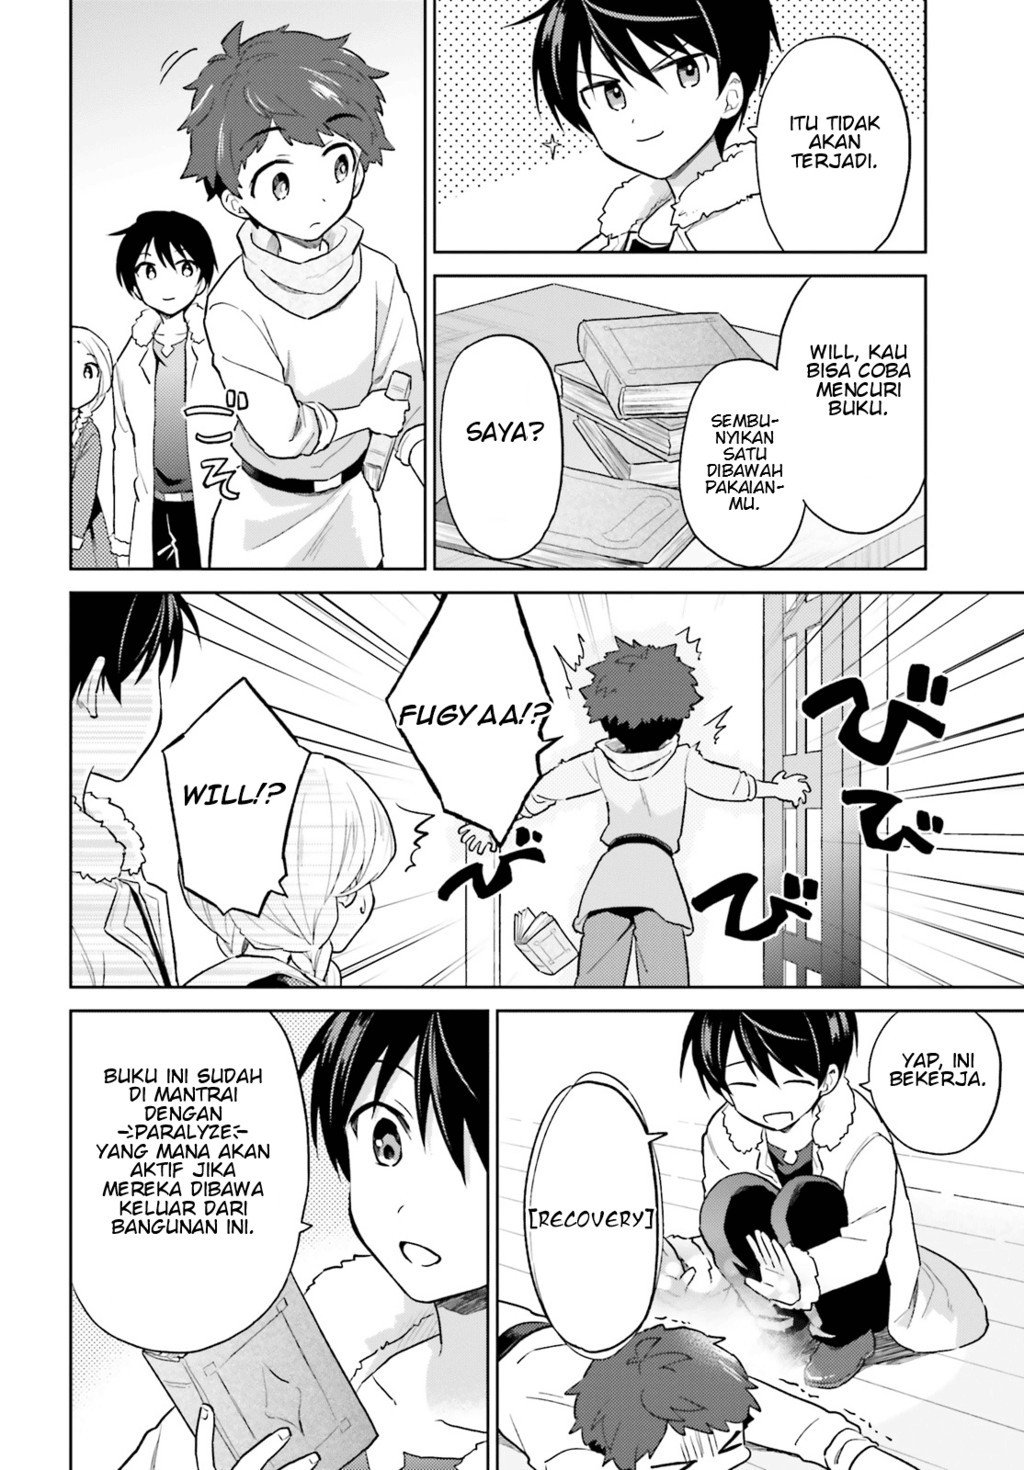 ITU TIDAK
AKAN
TERJADI.
WILL, KAU
BISA COBA
MENCURI
BUKU.
SEMBU-
NYIKAN
SATU
DIBAWAH
PAKAIAN-
MU.
SAYA?
ゴソ
FUGYAA!?
WILL!?
びび
びび
び
YAP, INI
BEKERJA.
[RECOVERY]
BUKU INI SUDAH
DI MANTRAI
DENGAN
-PARALYZE-
YANG MANA AKAN
AKTIF JIKA
MEREKA DIBAWA
KELUAR DARI
BANGUNAN INI.